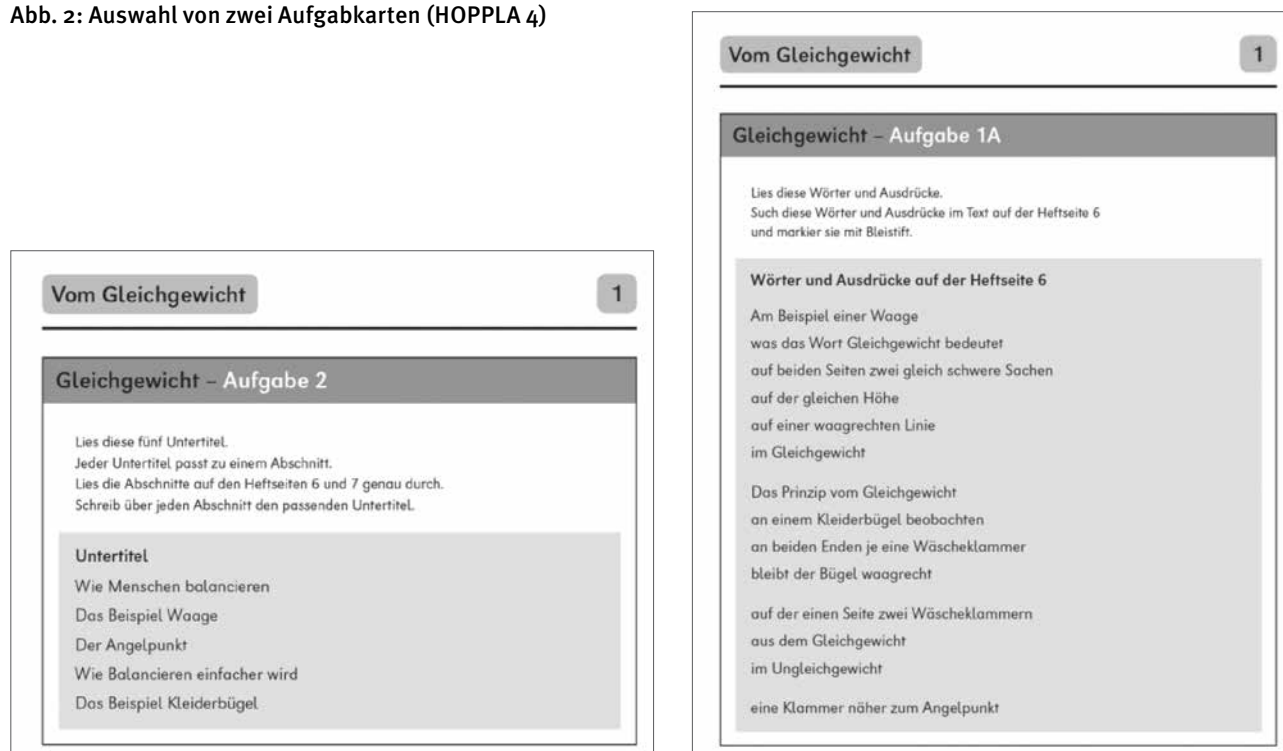 Abb. 2: Auswahl von zwei Aufgabkarten (HOPPLA 4)
Vom Gleichgewicht
1
Gleichgewicht – Aufgabe 2
Lies diese fünf Untertitel.
Jeder Untertitel passt zu einem Abschnitt.
Lies die Abschnitte auf den Heftseiten 6 und 7 genau durch.
Schreib über jeden Abschnitt den passenden Untertitel.
Untertitel
Wie Menschen balancieren
Das Beispiel Waage
Der Angelpunkt
Wie Balancieren einfacher wird
Das Beispiel Kleiderbügel
Vom Gleichgewicht
1
Gleichgewicht – Aufgabe 1A
Lies diese Wörter und Ausdrücke.
Such diese Wörter und Ausdrücke im Text auf der Heftseite 6
und markier sie mit Bleistift.
Wörter und Ausdrücke auf der Heftseite 6
Am Beispiel einer Waage
was das Wort Gleichgewicht bedeutet
auf beiden Seiten zwei gleich schwere Sachen
auf der gleichen Höhe
auf einer waagrechten Linie
im Gleichgewicht
Das Prinzip vom Gleichgewicht
an einem Kleiderbügel beobachten
an beiden Enden je eine Wäscheklammer
bleibt der Bügel waagrecht
auf der einen Seite zwei Wäscheklammern
aus dem Gleichgewicht
im Ungleichgewicht
eine Klammer näher zum Angelpunkt